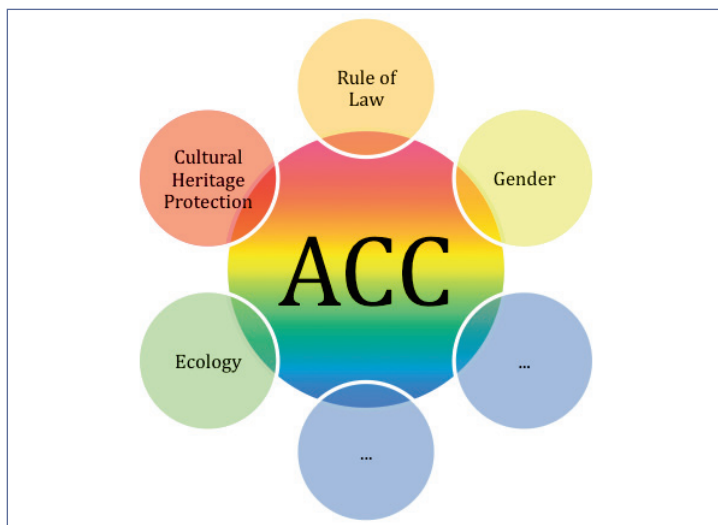 Rule of
Law
Cultural
Heritage
Protection
Gender
ACC
Ecology
...
...